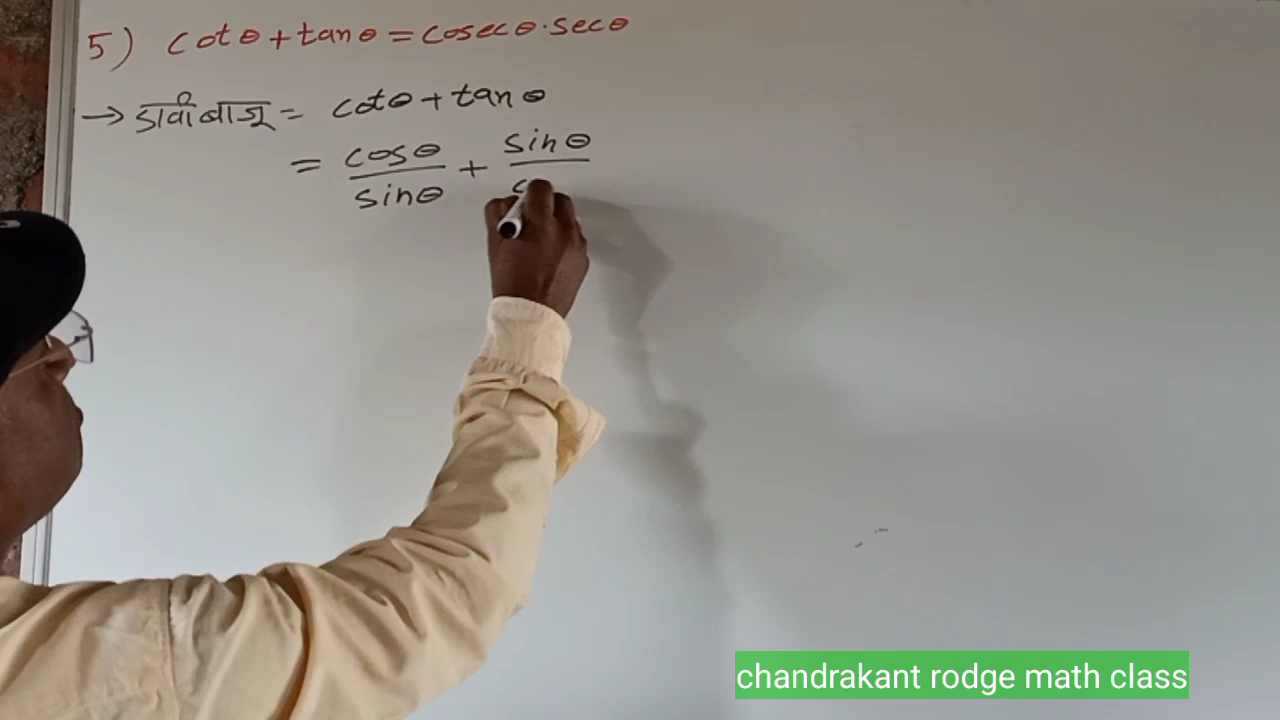 5) cotθ + tanθ = cosecθ · secθ
→ डावी बाजू = cotθ + tanθ
= cosθ/sinθ + sinθ/
chandrakant rodge math class